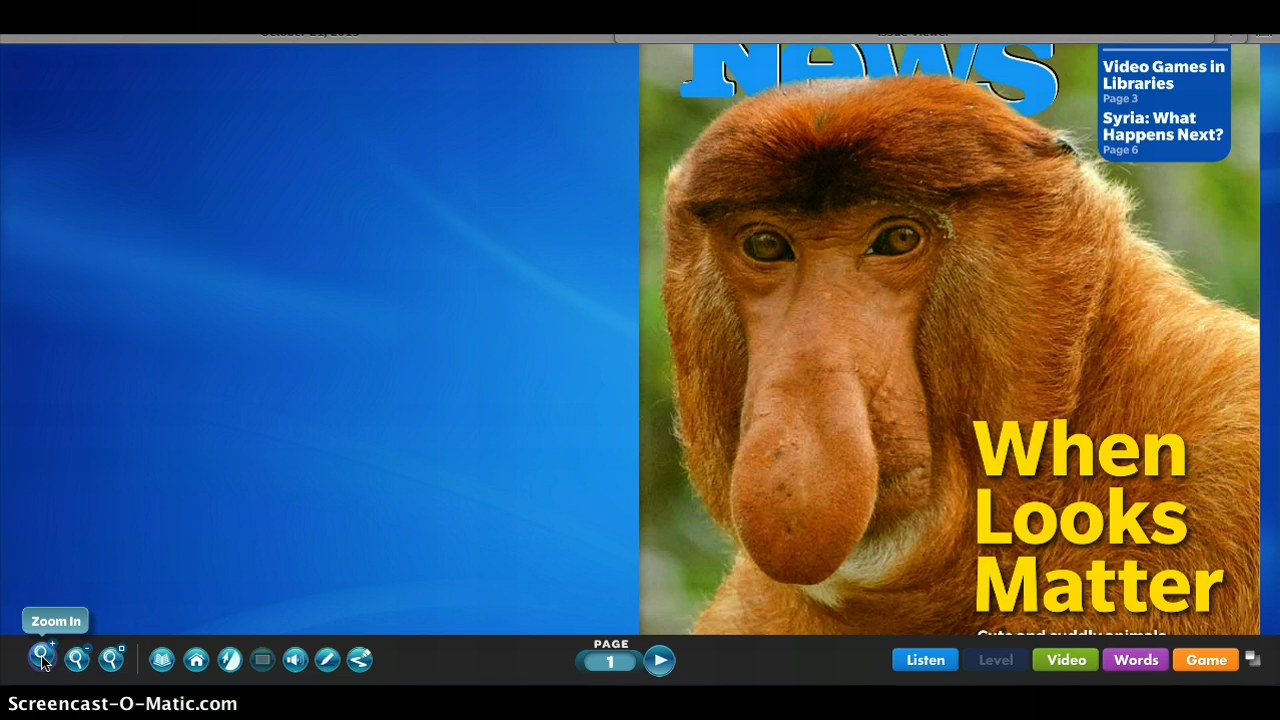 News
Video Games in
Libraries
Page 3
Syria: What
Happens Next?
Page 6
When
Looks
Matter
Zoom In
PAGE
1
Listen
Level
Video
Words
Game
Screencast-O-Matic.com